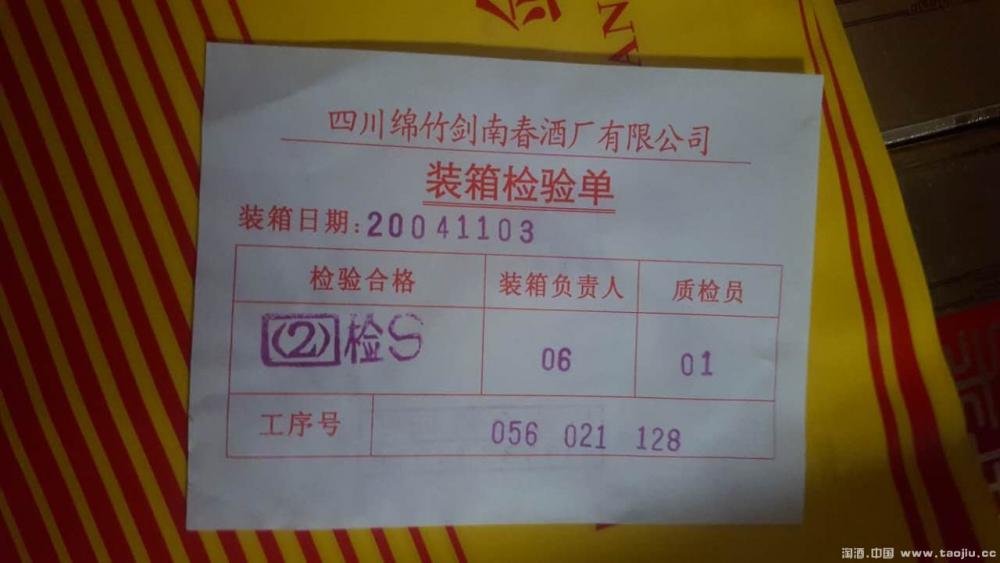 四川绵竹剑南春酒厂有限公司
装箱检验单
装箱日期：20041103
检验合格 装箱负责人 质检员
(2) 检S 06 01
工序号 056 021 128
AN
淘酒.中国 www.taojiu.cc